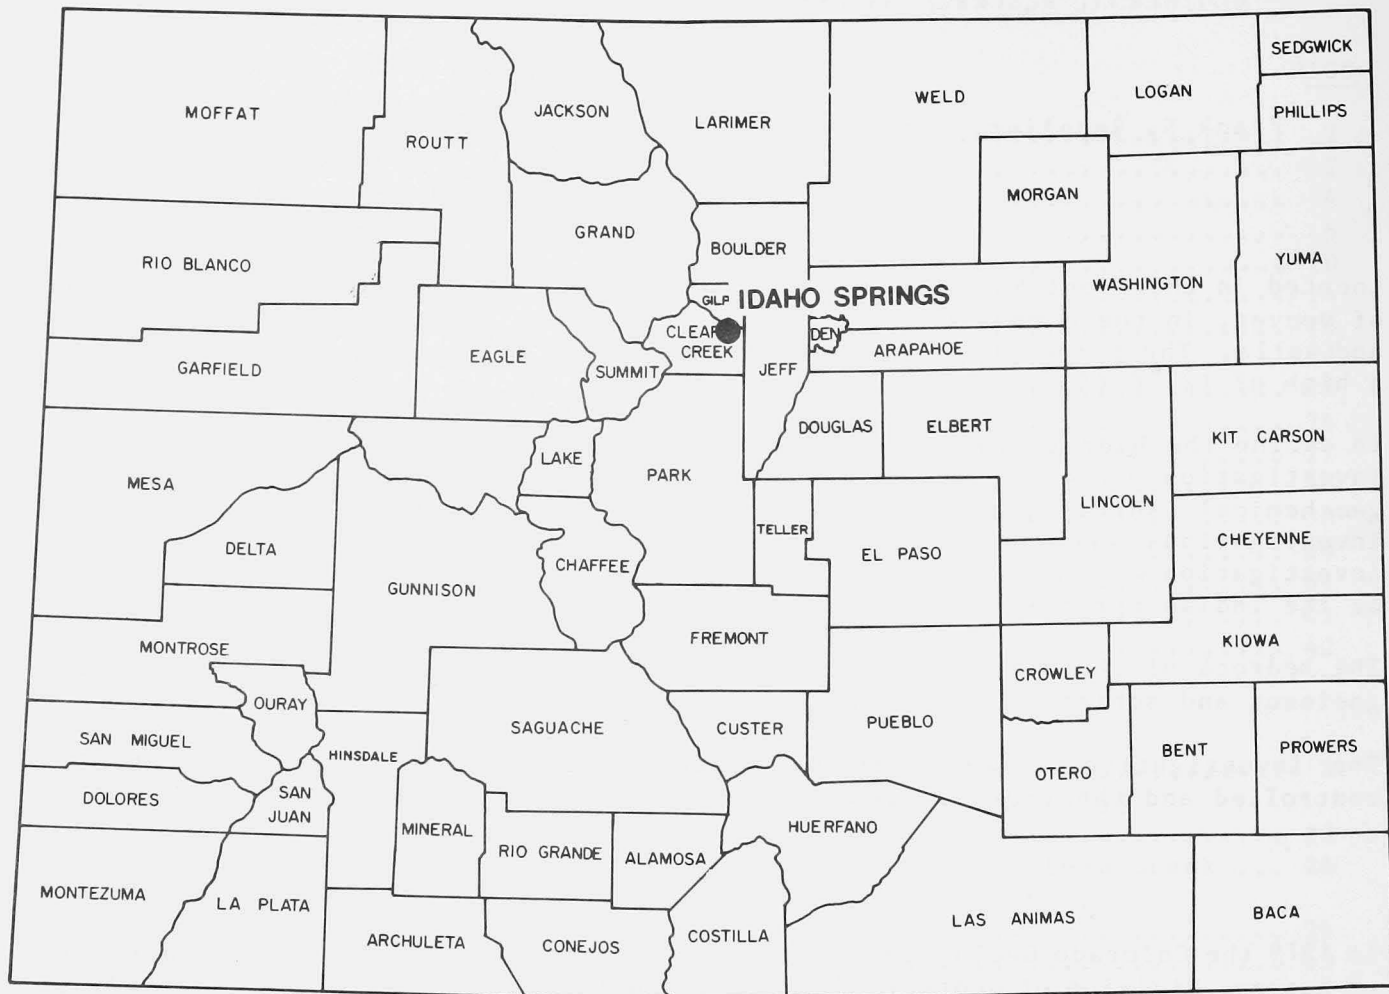 SEDGWICK
MOFFAT
JACKSON
LARIMER
WELD
LOGAN
PHILLIPS
ROUTT
MORGAN
GRAND
BOULDER
RIO BLANCO
WASHINGTON
YUMA
GILP
IDAHO SPRINGS
CLEAR
CREEK
DEN
ARAPAHOE
GARFIELD
EAGLE
SUMMIT
JEFF
DOUGLAS
ELBERT
KIT CARSON
LAKE
PARK
MESA
LINCOLN
TELLER
DELTA
CHAFFEE
EL PASO
CHEYENNE
GUNNISON
MONTROSE
FREMONT
KIOWA
CROWLEY
OURAY
SAGUACHE
CUSTER
PUEBLO
SAN MIGUEL
HINSDALE
BENT
PROWERS
OTERO
DOLORES
SAN
JUAN
MINERAL
RIO GRANDE
ALAMOSA
HUERFANO
MONTEZUMA
LA PLATA
ARCHULETA
CONEJOS
COSTILLA
LAS ANIMAS
BACA